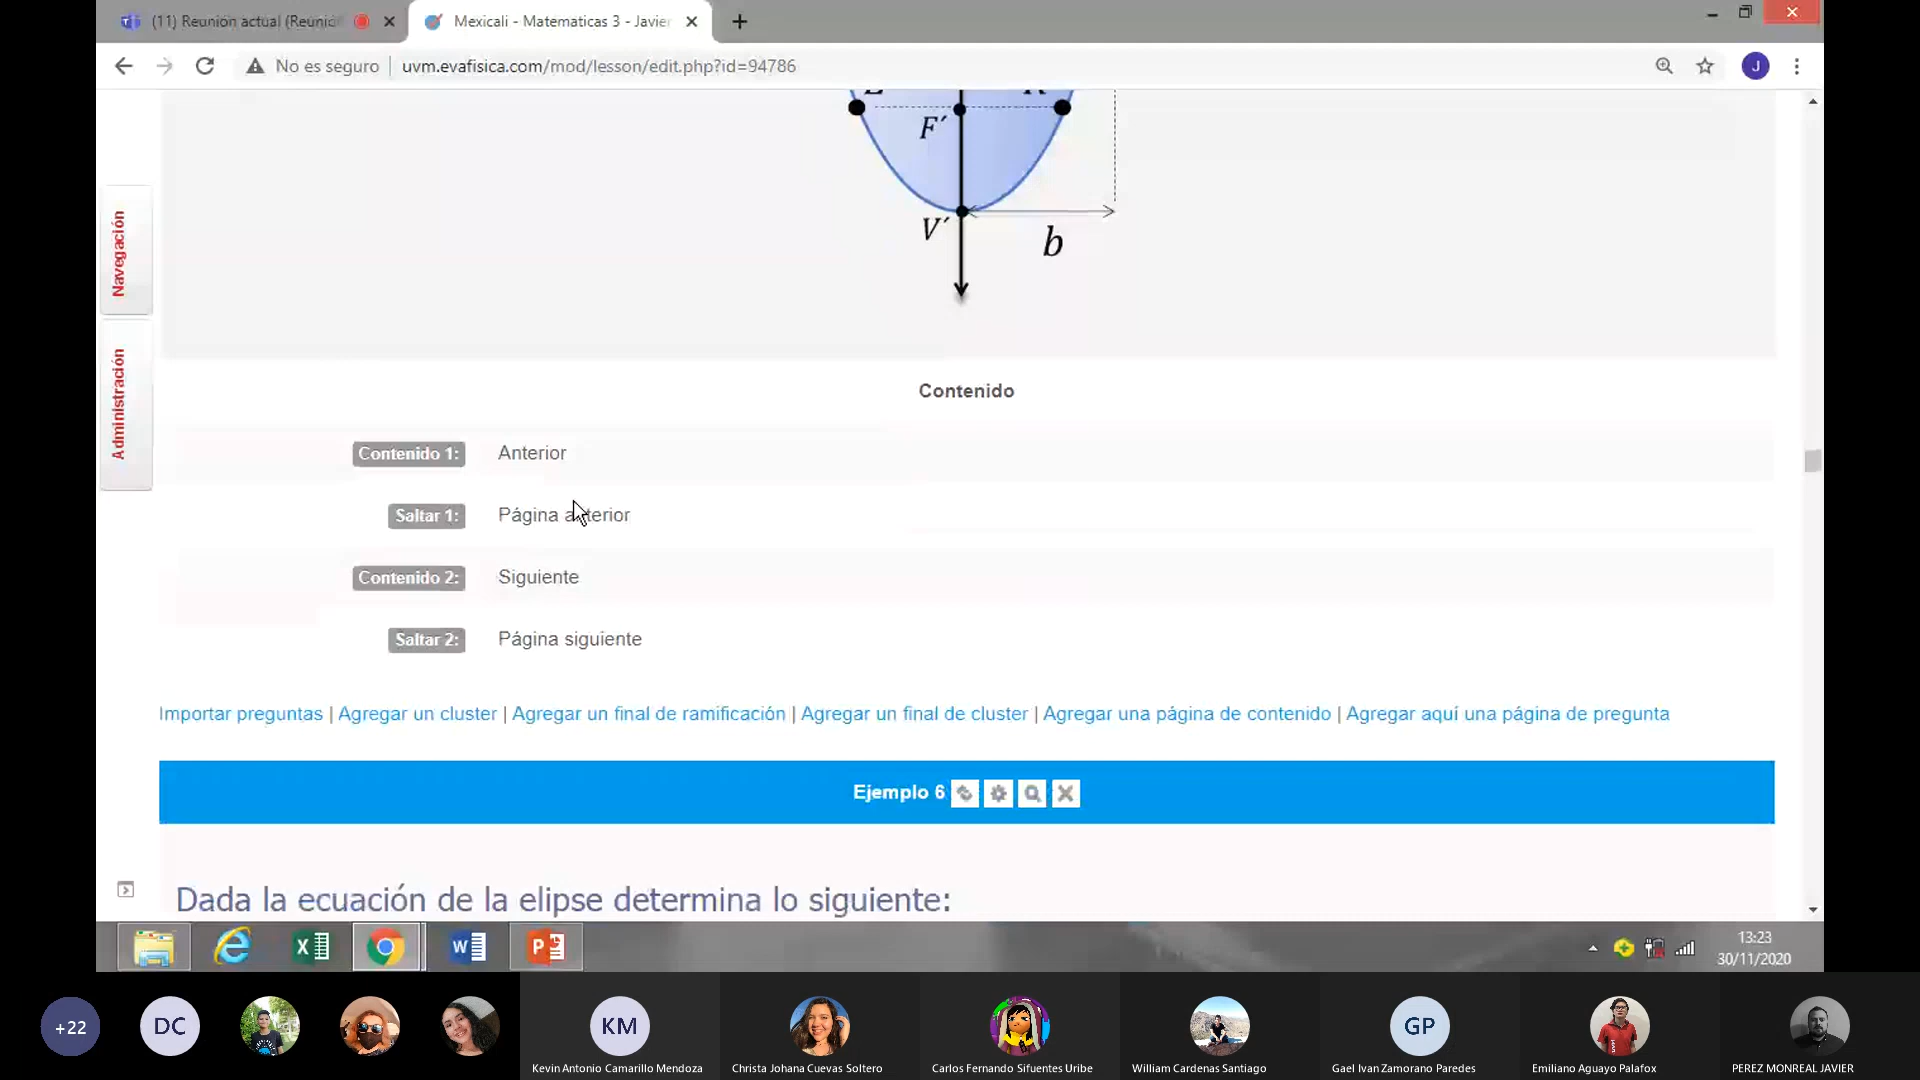 (11) Reunión actual (Reunió
Mexicali - Matematicas 3 - Javier
No es seguro
uvm.evafisica.com/mod/lesson/edit.php?id=94786
J
F´
V´
b
Navegación
Administración
Contenido
Contenido 1: Anterior
Saltar 1: Página anterior
Contenido 2: Siguiente
Saltar 2: Página siguiente
Importar preguntas | Agregar un cluster | Agregar un final de ramificación | Agregar un final de cluster | Agregar una página de contenido | Agregar aquí una página de pregunta
Ejemplo 6
Dada la ecuación de la elipse determina lo siguiente:
13:23
30/11/2020
+22
DC
KM
GP
Kevin Antonio Camarillo Mendoza
Christa Johana Cuevas Soltero
Carlos Fernando Sifuentes Uribe
William Cardenas Santiago
Gael Ivan Zamorano Paredes
Emiliano Aguayo Palafox
PEREZ MONREAL JAVIER